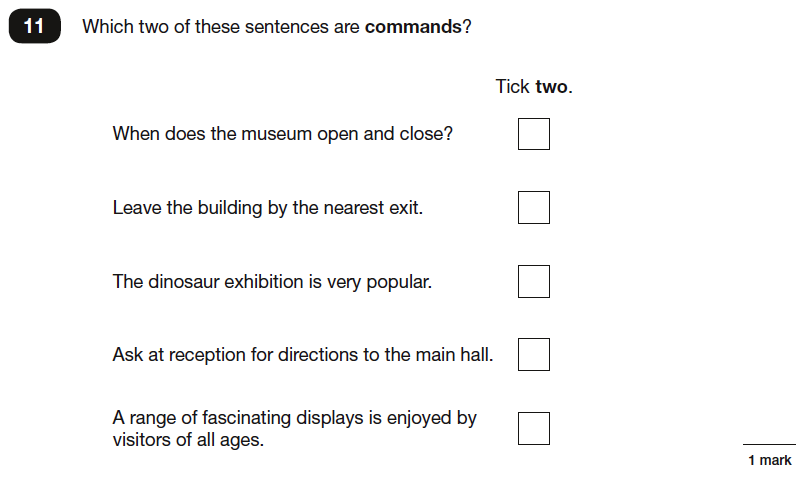 11 Which two of these sentences are commands?
Tick two.
When does the museum open and close?
Leave the building by the nearest exit.
The dinosaur exhibition is very popular.
Ask at reception for directions to the main hall.
A range of fascinating displays is enjoyed by
visitors of all ages.
1 mark